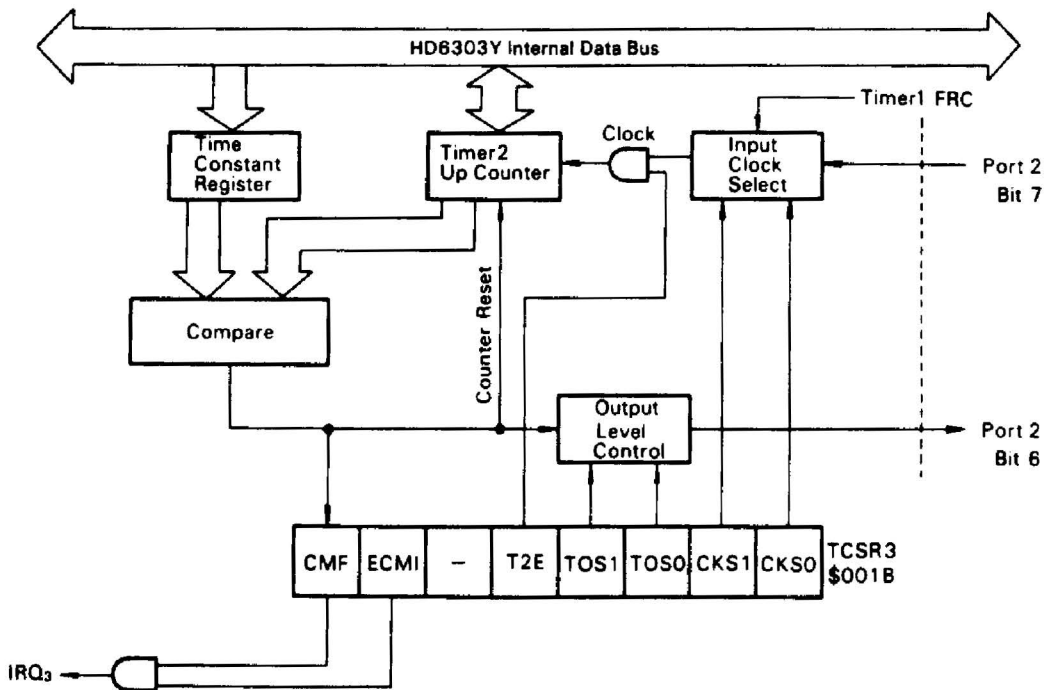 HD6303Y Internal Data Bus
Timer1 FRC
Time
Constant
Register
Timer2
Up Counter
Clock
Input
Clock
Select
Port 2
Bit 7
Compare
Counter Reset
Output
Level
Control
Port 2
Bit 6
CMF ECMI – T2E TOS1 TOS0 CKS1 CKS0
TCSR3
$001B
IRQ₃